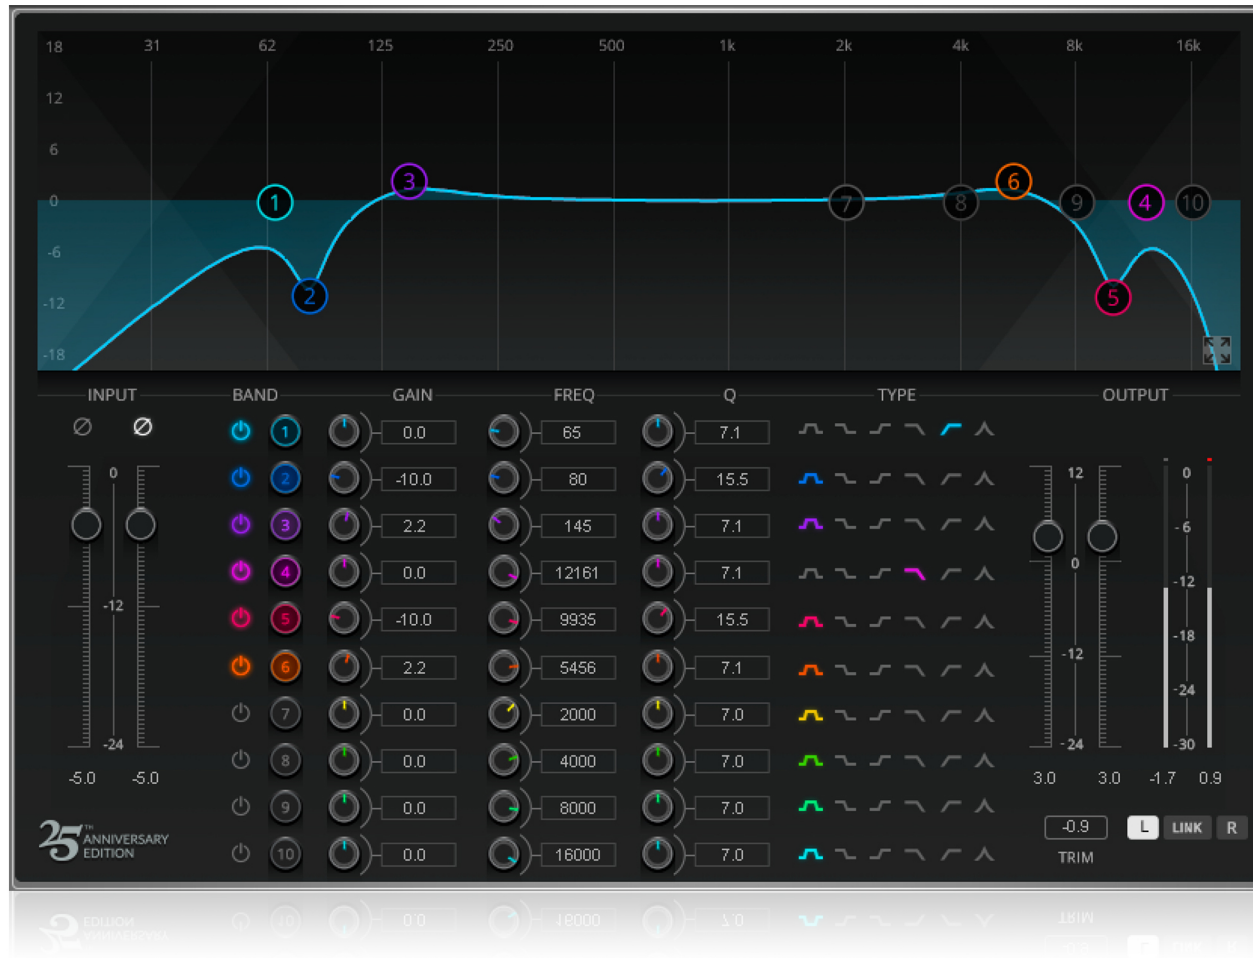 18 31 62 125 250 500 1k 2k 4k 8k 16k
12
6
0
-6
-12
-18
1 3 6 7 8 9 4 10
2 5
INPUT BAND GAIN FREQ Q TYPE OUTPUT
1 0.0 65 7.1
2 -10.0 80 15.5
3 2.2 145 7.1
4 0.0 12161 7.1
5 -10.0 9935 15.5
6 2.2 5456 7.1
7 0.0 2000 7.0
8 0.0 4000 7.0
9 0.0 8000 7.0
10 0.0 16000 7.0
0
-12
-24
-5.0 -5.0
12
0
-12
-24
3.0 3.0
0
-6
-12
-18
-24
-30
-1.7 0.9
25TH ANNIVERSARY
EDITION
-0.9 L LINK R
TRIM